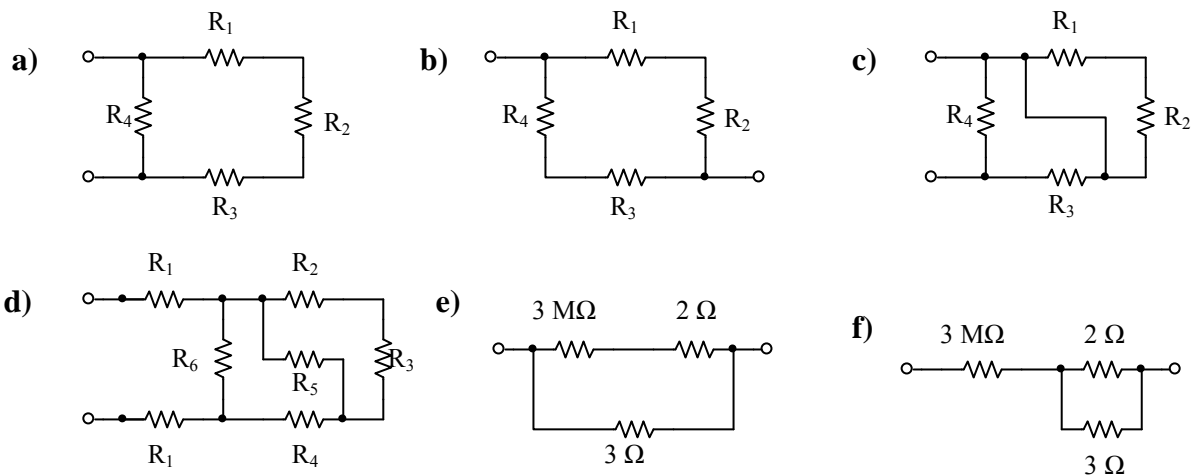 a) R₁ R₄ R₂ R₃
b) R₁ R₄ R₂ R₃
c) R₁ R₄ R₂ R₃
d) R₁ R₂ R₆ R₅ R₃ R₁ R₄
e) 3 MΩ 2 Ω 3 Ω
f) 3 MΩ 2 Ω 3 Ω